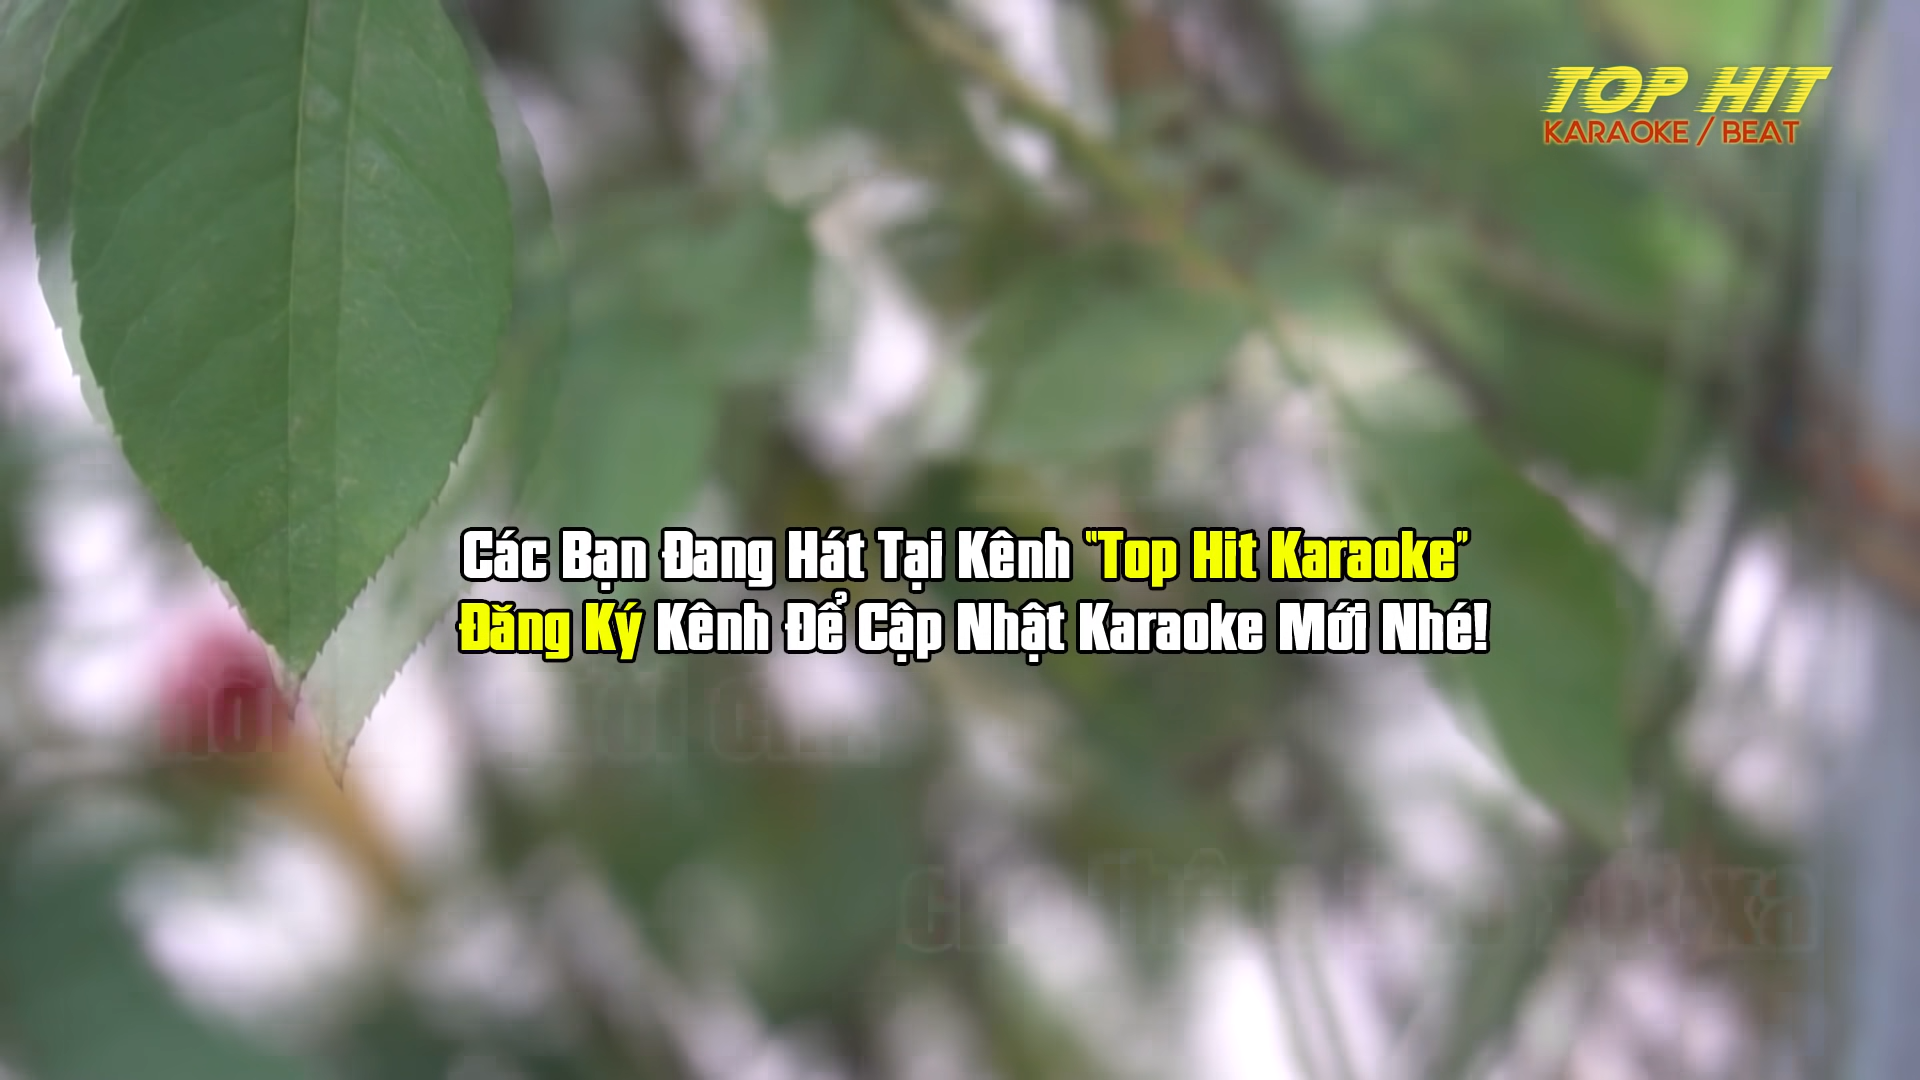 TOP HIT
KARAOKE / BEAT
Các Bạn Đang Hát Tại Kênh "Top Hit Karaoke"
Đăng Ký Kênh Để Cập Nhật Karaoke Mới Nhé!